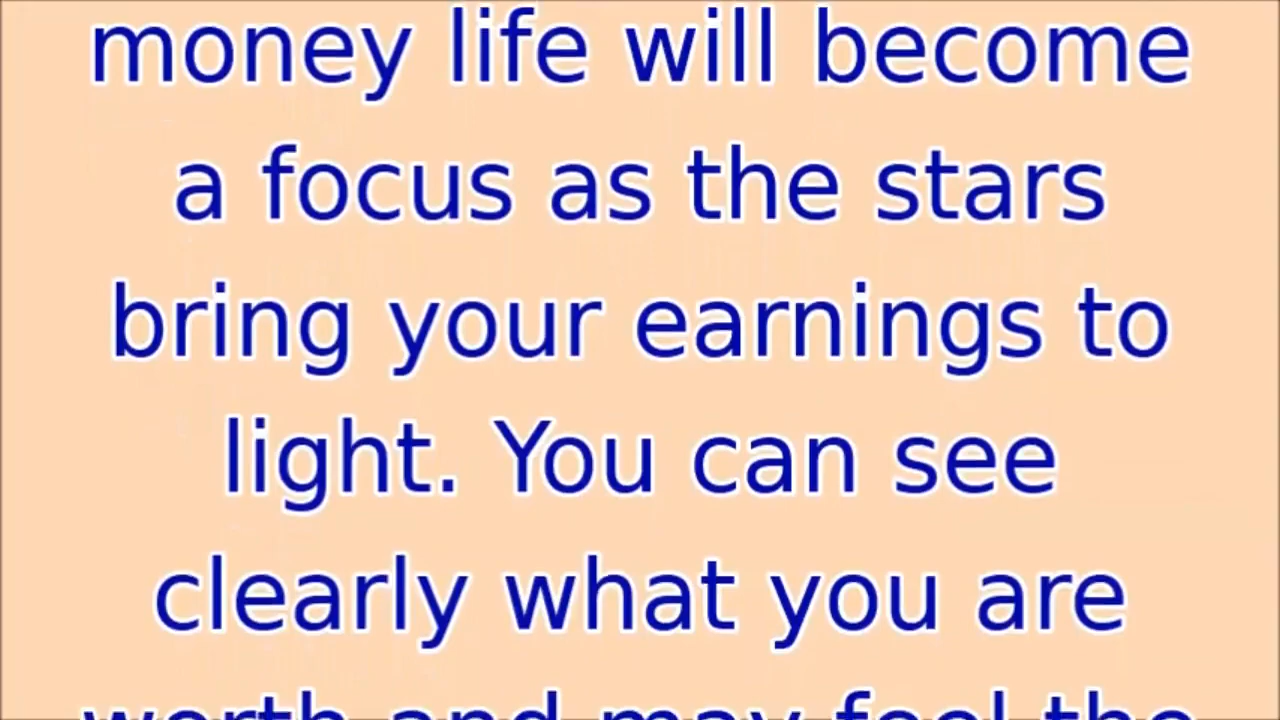 money life will become
a focus as the stars
bring your earnings to
light. You can see
clearly what you are
worth and may feel the